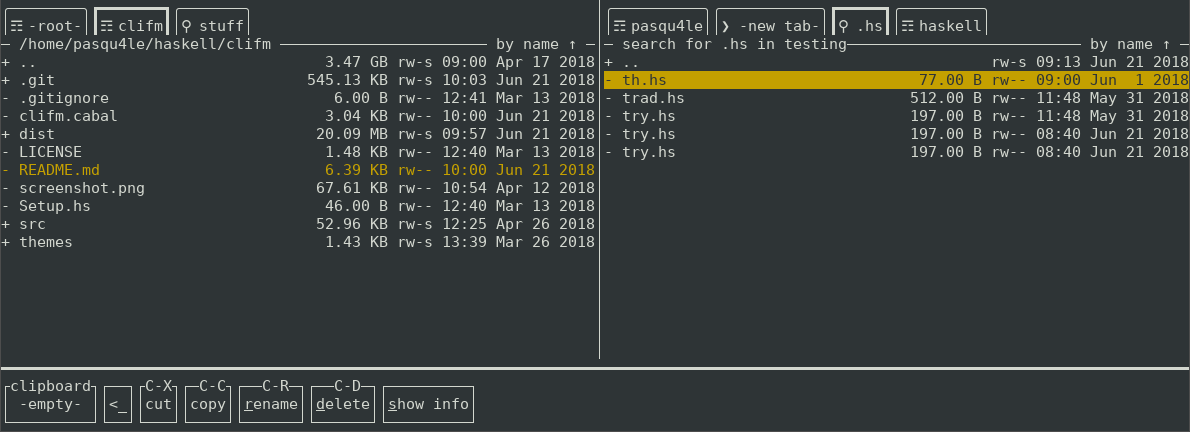 ☶ -root- ☶ clifm ⚲ stuff
/home/pasqu4le/haskell/clifm by name ↑
+ .. 3.47 GB rw-s 09:00 Apr 17 2018
+ .git 545.13 KB rw-s 10:03 Jun 21 2018
- .gitignore 6.00 B rw-- 12:41 Mar 13 2018
- clifm.cabal 3.04 KB rw-- 10:00 Jun 21 2018
+ dist 20.09 MB rw-s 09:57 Jun 21 2018
- LICENSE 1.48 KB rw-- 12:40 Mar 13 2018
- README.md 6.39 KB rw-- 10:00 Jun 21 2018
- screenshot.png 67.61 KB rw-- 10:54 Apr 12 2018
- Setup.hs 46.00 B rw-- 12:40 Mar 13 2018
+ src 52.96 KB rw-s 12:25 Apr 26 2018
+ themes 1.43 KB rw-s 13:39 Mar 26 2018
☶ pasqu4le ❯ -new tab- ⚲ .hs ☶ haskell
search for .hs in testing by name ↑
+ .. rw-s 09:13 Jun 21 2018
- th.hs 77.00 B rw-- 09:00 Jun 1 2018
- trad.hs 512.00 B rw-- 11:48 May 31 2018
- try.hs 197.00 B rw-- 11:48 May 31 2018
- try.hs 197.00 B rw-- 08:40 Jun 21 2018
- try.hs 197.00 B rw-- 08:40 Jun 21 2018
clipboard C-X C-C C-R C-D
-empty- <_ cut copy rename delete show info